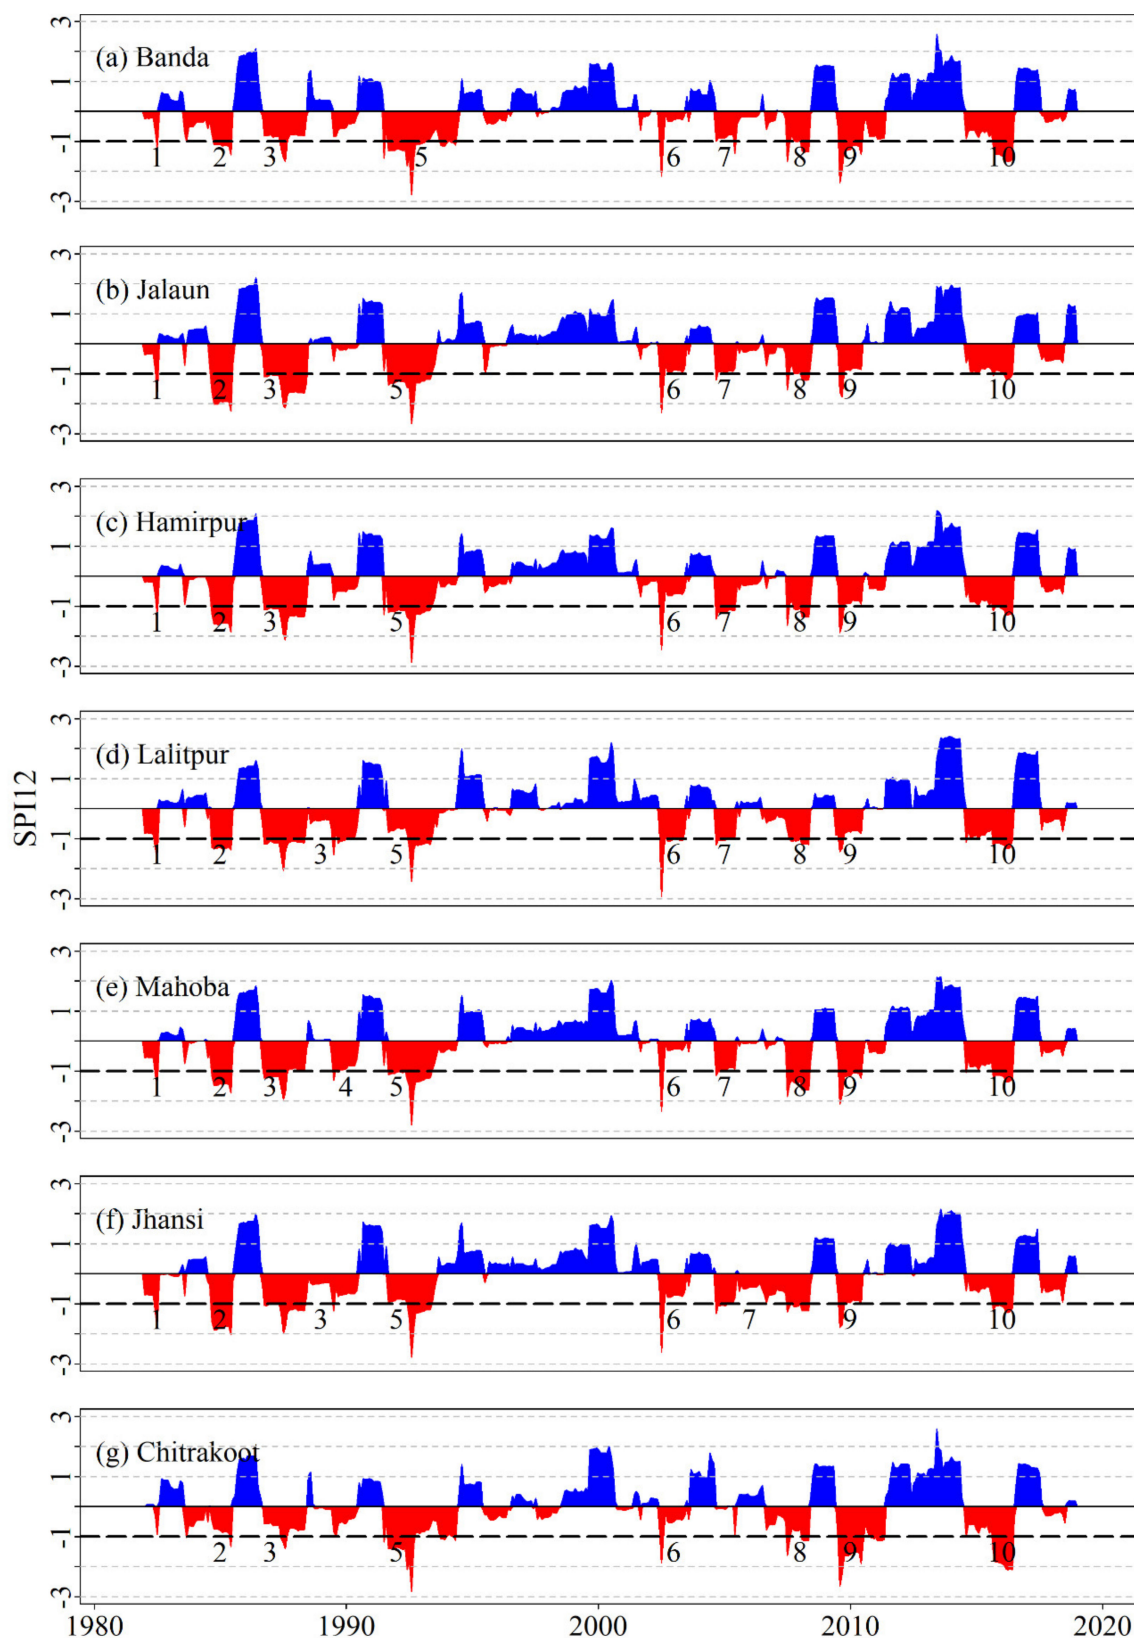 3
(a) Banda
1
-1
1 2 3 5 6 7 8 9 10
-3
3
(b) Jalaun
1
-1
1 2 3 5 6 7 8 9 10
-3
3
(c) Hamirpur
1
-1
1 2 3 5 6 7 8 9 10
-3
3
(d) Lalitpur
1
-1
1 2 3 5 6 7 8 9 10
-3
SPI12
3
(e) Mahoba
1
-1
1 2 3 4 5 6 7 8 9 10
-3
3
(f) Jhansi
1
-1
1 2 3 5 6 6 9 10
-3
3
(g) Chitrakoot
1
-1
2 3 5 6 8 9 10
-3
1980 1990 2000 2010 2020